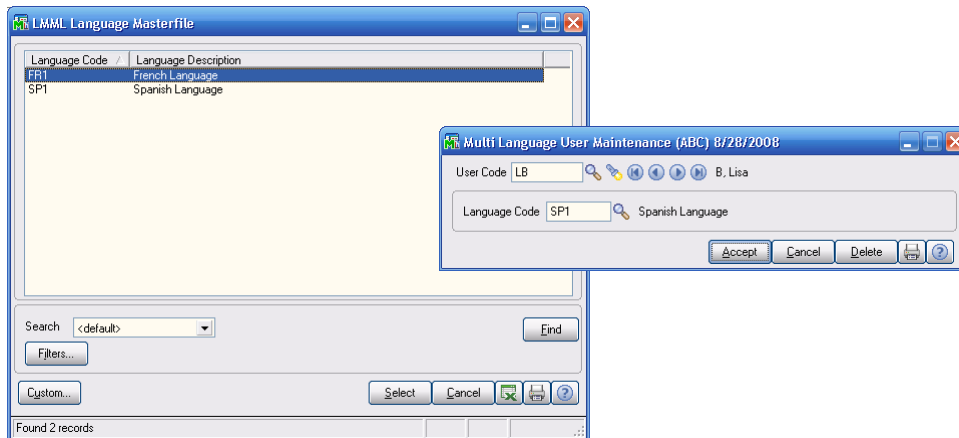 LMML Language Masterfile
Language Code Language Description
FR1 French Language
SP1 Spanish Language
Search <default>
Find
Filters...
Custom... Select Cancel
Found 2 records
Multi Language User Maintenance (ABC) 8/28/2008
User Code LB B, Lisa
Language Code SP1 Spanish Language
Accept Cancel Delete